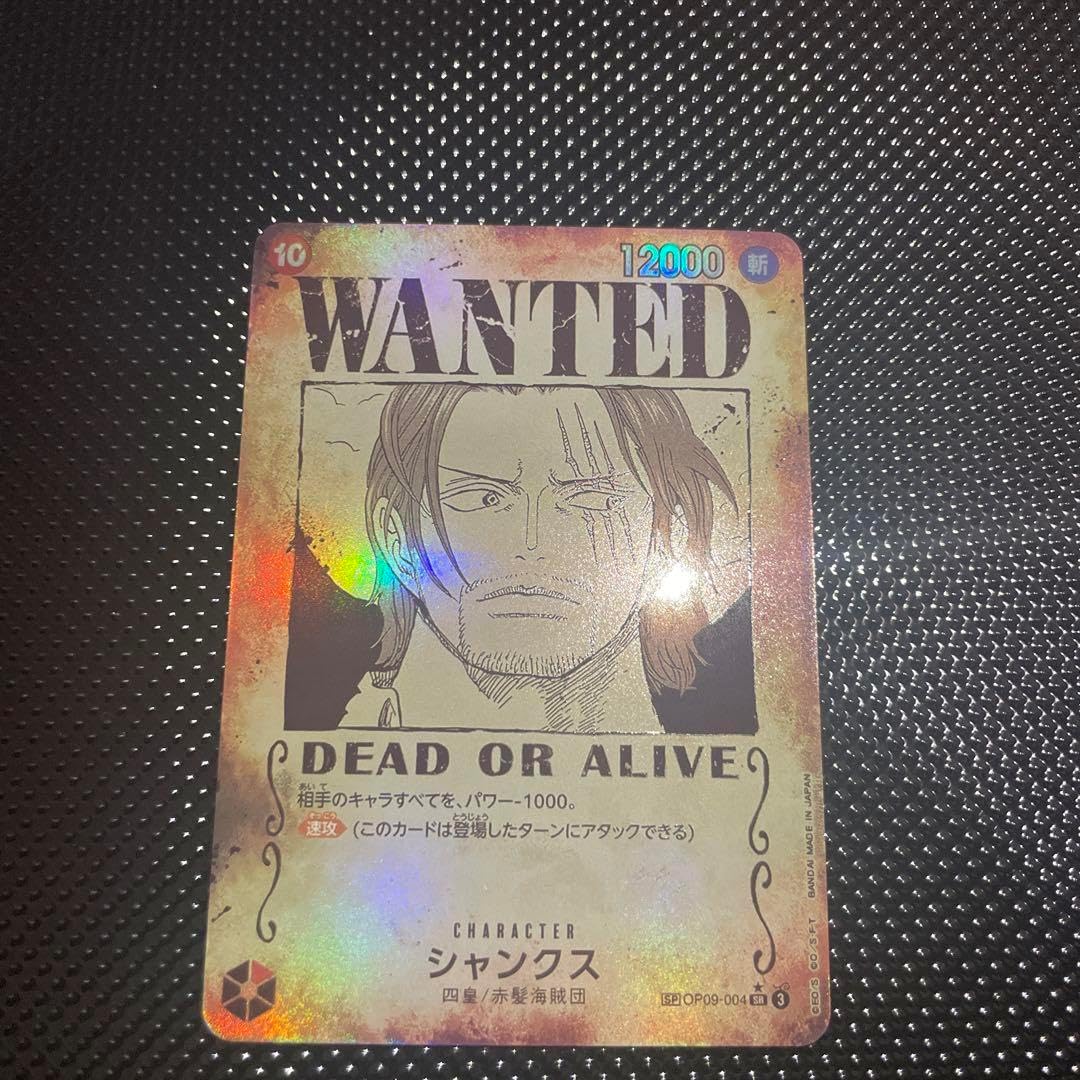 10 12000 斬
WANTED
DEAD OR ALIVE
相手のキャラすべてを、パワー-1000。
速攻 (このカードは登場したターンにアタックできる)
CHARACTER
シャンクス
四皇/赤髪海賊団
SP OP09-004 SR 3
©EO/S ©O/S・F・T BANDAI MADE IN JAPAN